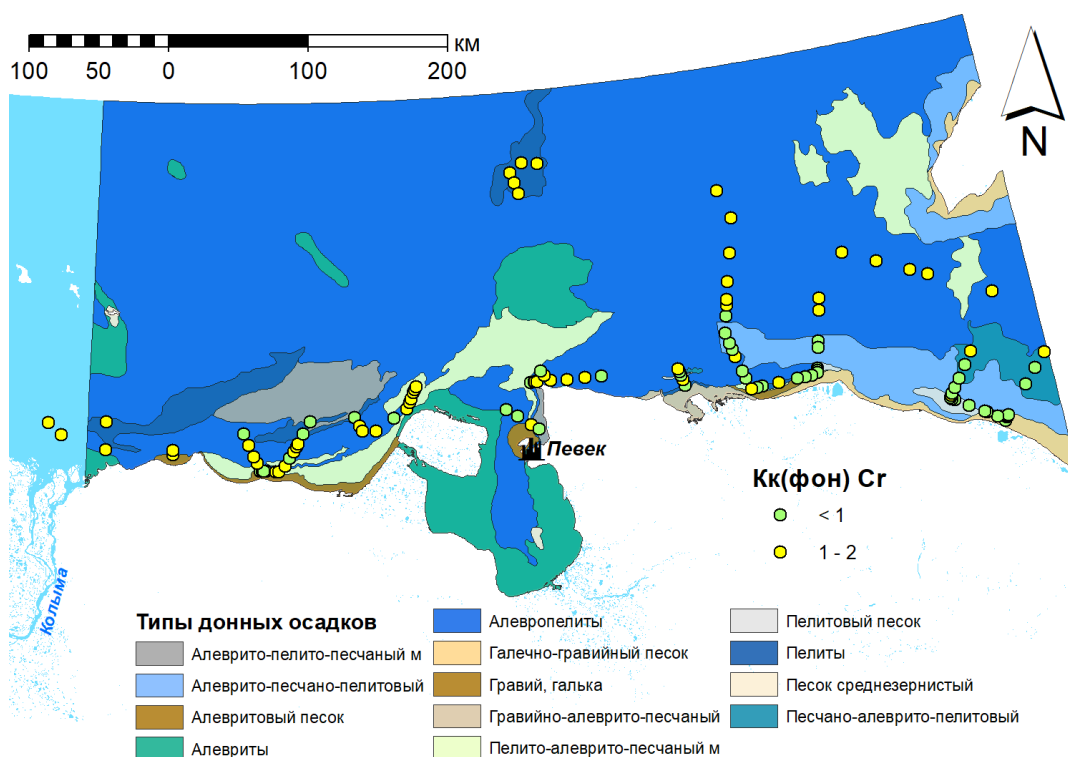 км
100 50 0 100 200
N
Певек
Кк(фон) Cr
< 1
1 - 2
Колыма
Типы донных осадков
Алеврито-пелито-песчаный м
Алеврито-песчано-пелитовый
Алевритовый песок
Алевриты
Алевропелиты
Галечно-гравийный песок
Гравий, галька
Гравийно-алеврито-песчаный
Пелито-алеврито-песчаный м
Пелитовый песок
Пелиты
Песок среднезернистый
Песчано-алеврито-пелитовый